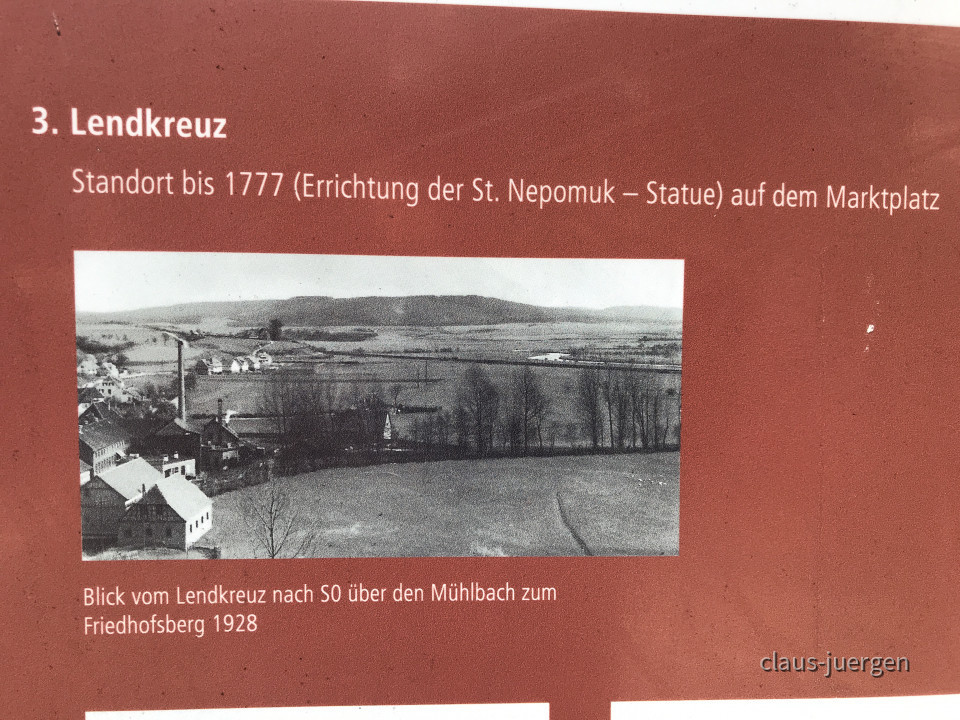 3. Lendkreuz
Standort bis 1777 (Errichtung der St. Nepomuk – Statue) auf dem Marktplatz
Blick vom Lendkreuz nach S0 über den Mühlbach zum
Friedhofsberg 1928
claus-juergen